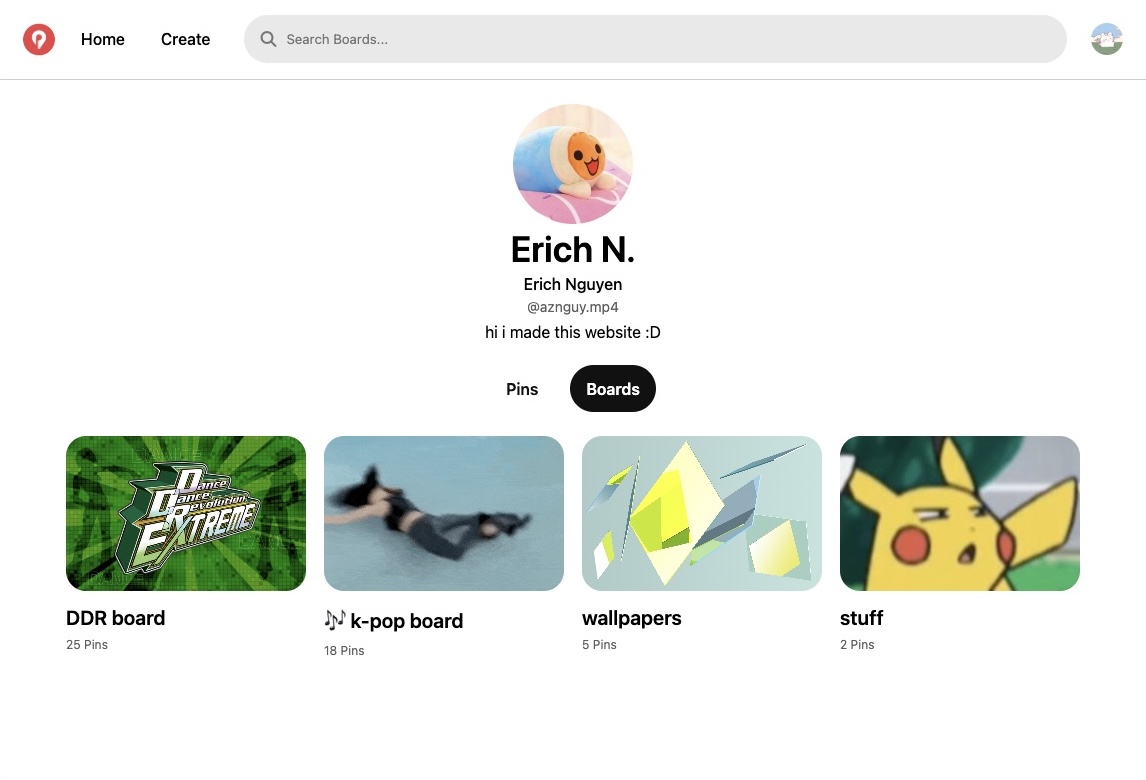 Home
Create
Search Boards...
Erich N.
Erich Nguyen
@aznguy.mp4
hi i made this website :D
Pins
Boards
Dance
Dance
Revolution
EXTREME
DDR board
25 Pins
🎶 k-pop board
18 Pins
wallpapers
5 Pins
stuff
2 Pins